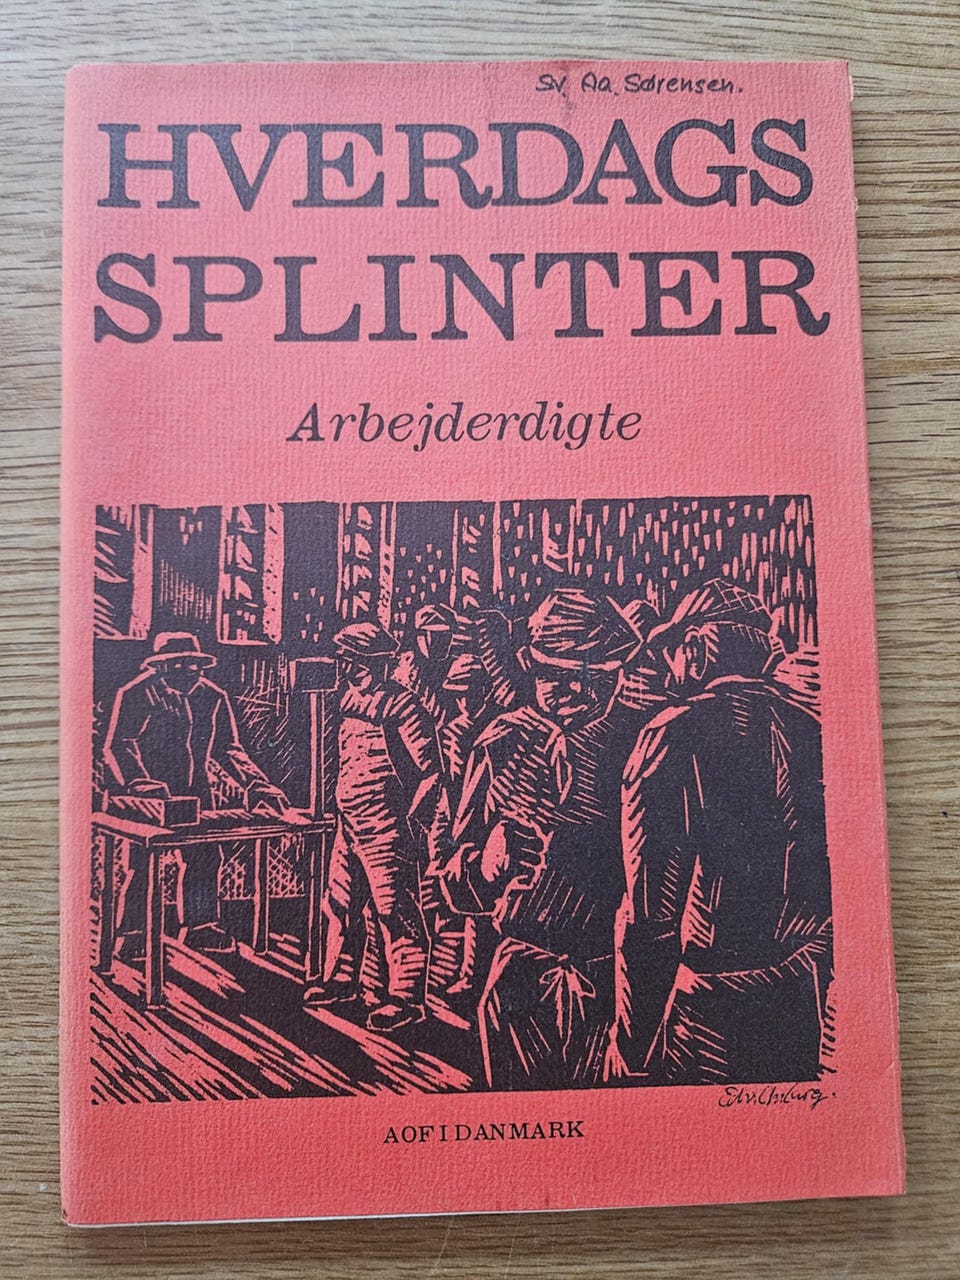 Sv. Aa. Sørensen.
HVERDAGS
SPLINTER
Arbejderdigte
AOF I DANMARK